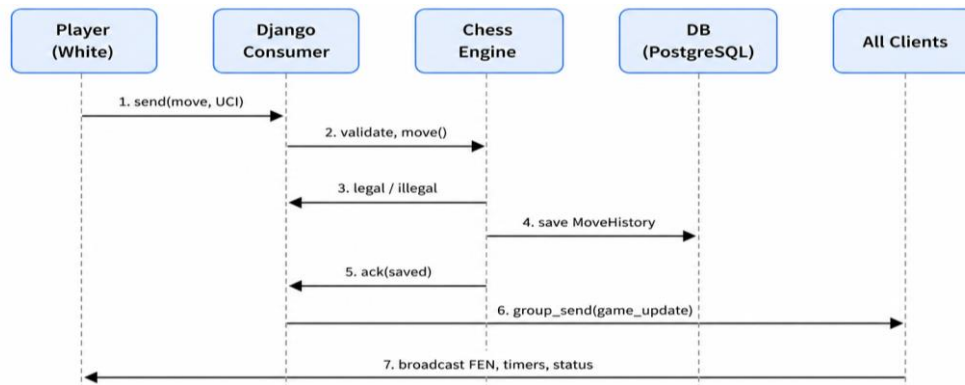 Player
(White)
Django
Consumer
Chess
Engine
DB
(PostgreSQL)
All Clients
1. send(move, UCI)
2. validate, move()
3. legal / illegal
4. save MoveHistory
5. ack(saved)
6. group_send(game_update)
7. broadcast FEN, timers, status